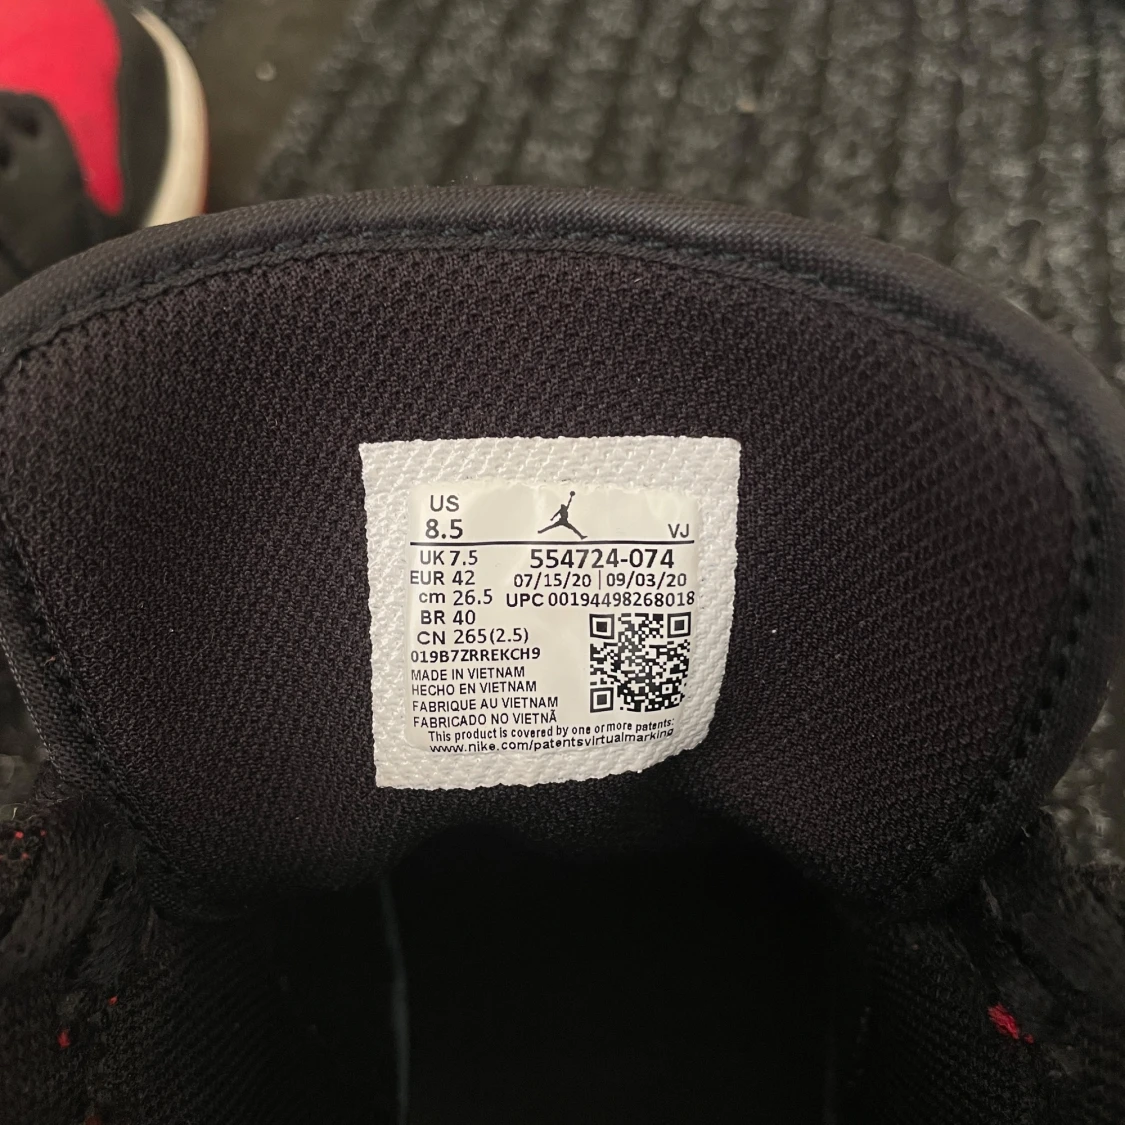 US
8.5
VJ
UK 7.5
554724-074
EUR 42
07/15/20 | 09/03/20
cm 26.5
UPC 00194498268018
BR 40
CN 265(2.5)
019B7ZRREKCH9
MADE IN VIETNAM
HECHO EN VIETNAM
FABRIQUE AU VIETNAM
FABRICADO NO VIETNÃ
This product is covered by one or more patents:
www.nike.com/patentsvirtualmarking